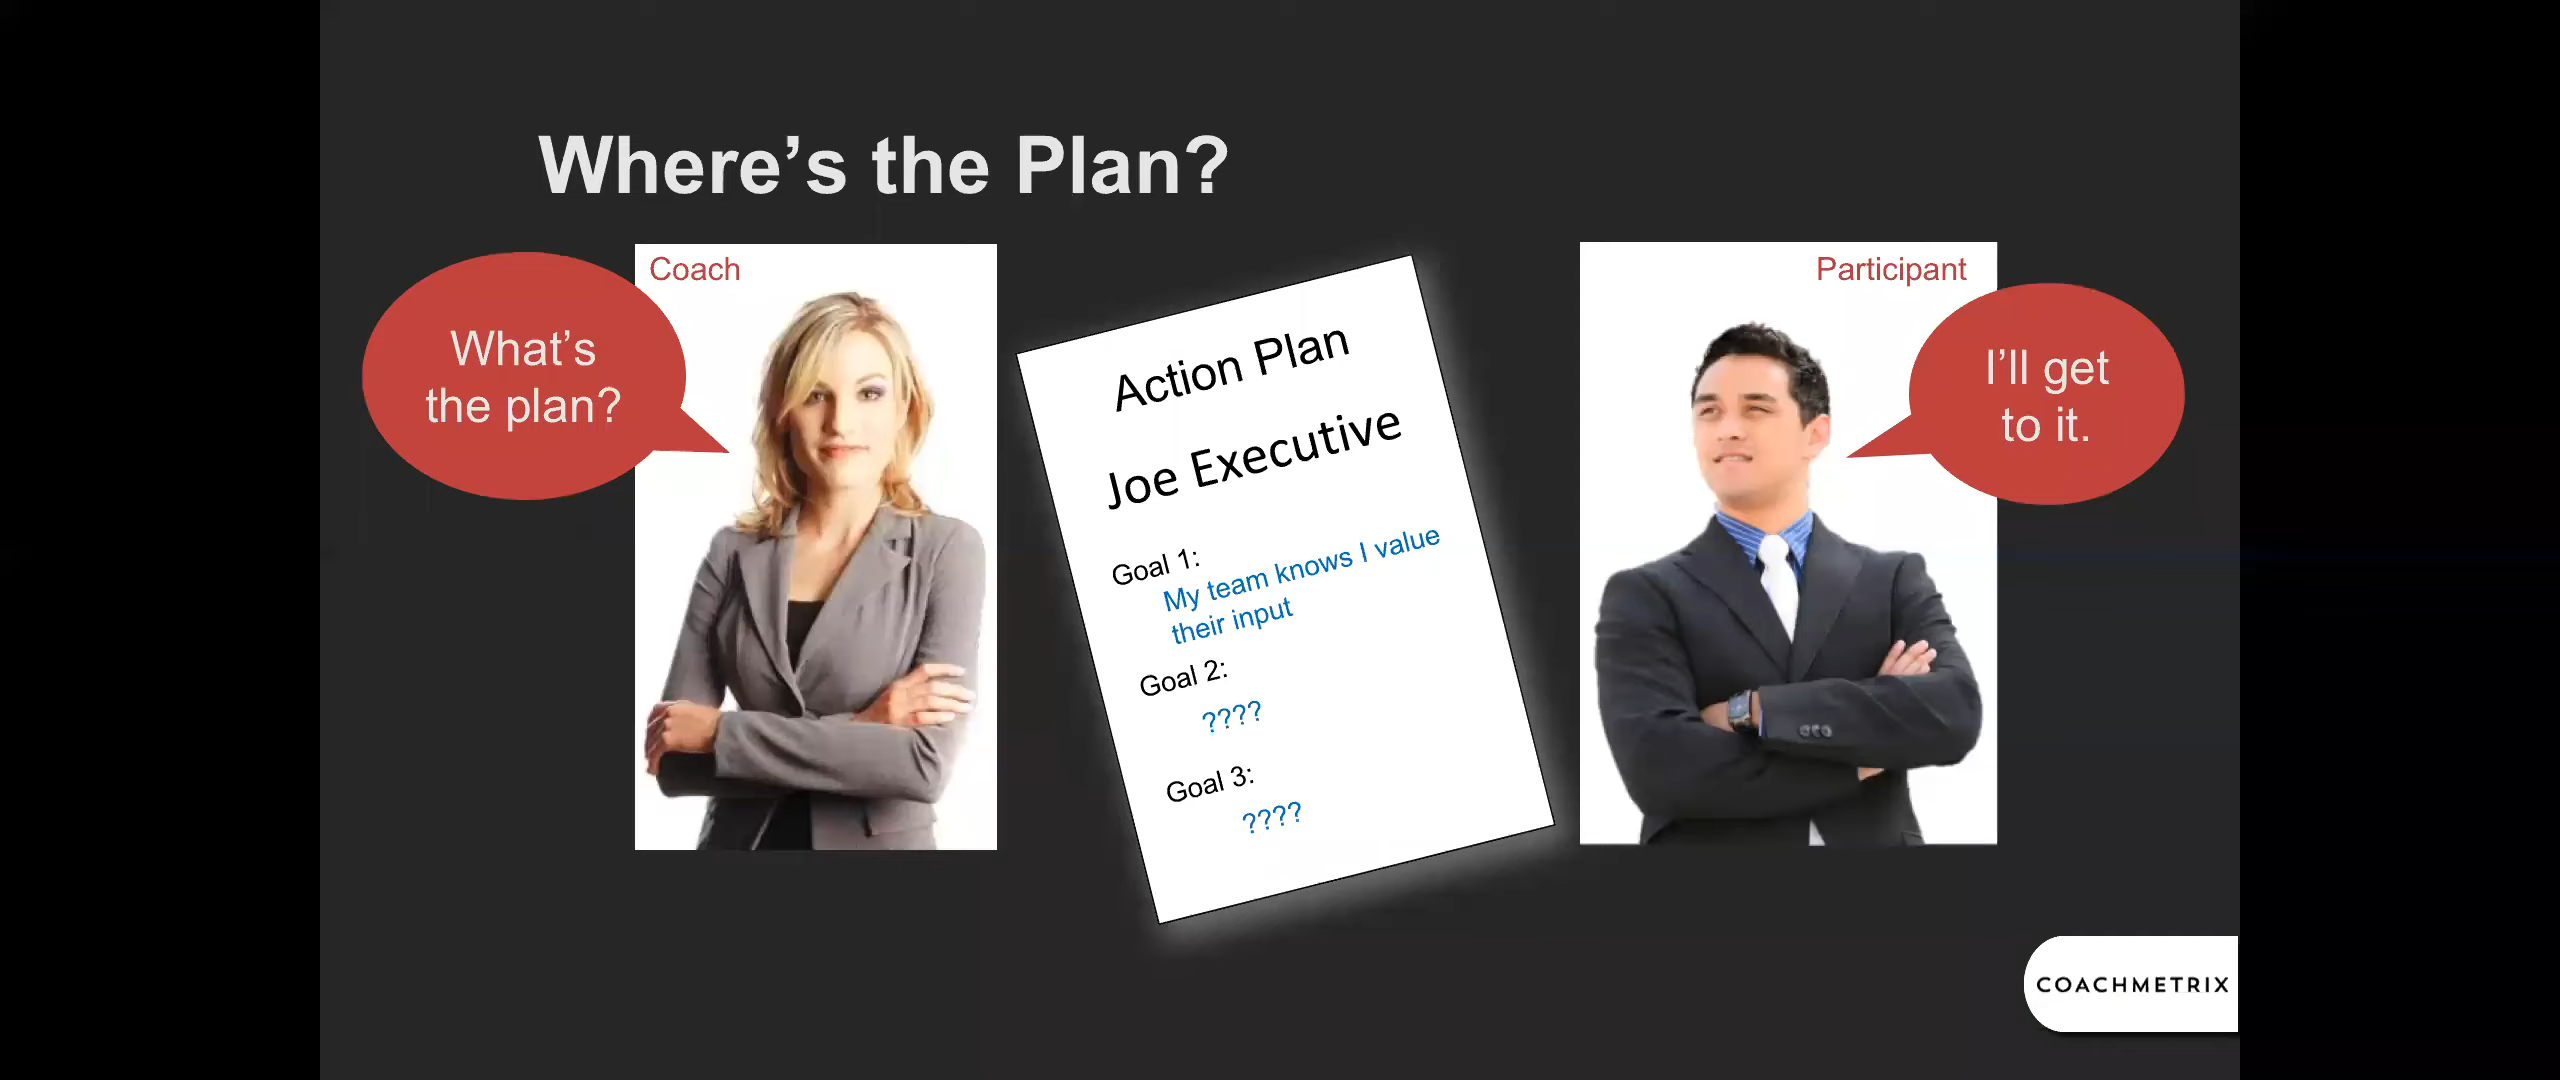 Where’s the Plan?
Coach
What’s
the plan?
Action Plan
Joe Executive
Goal 1:
My team knows I value
their input
Goal 2:
????
Goal 3:
????
Participant
I’ll get
to it.
COACHMETRIX